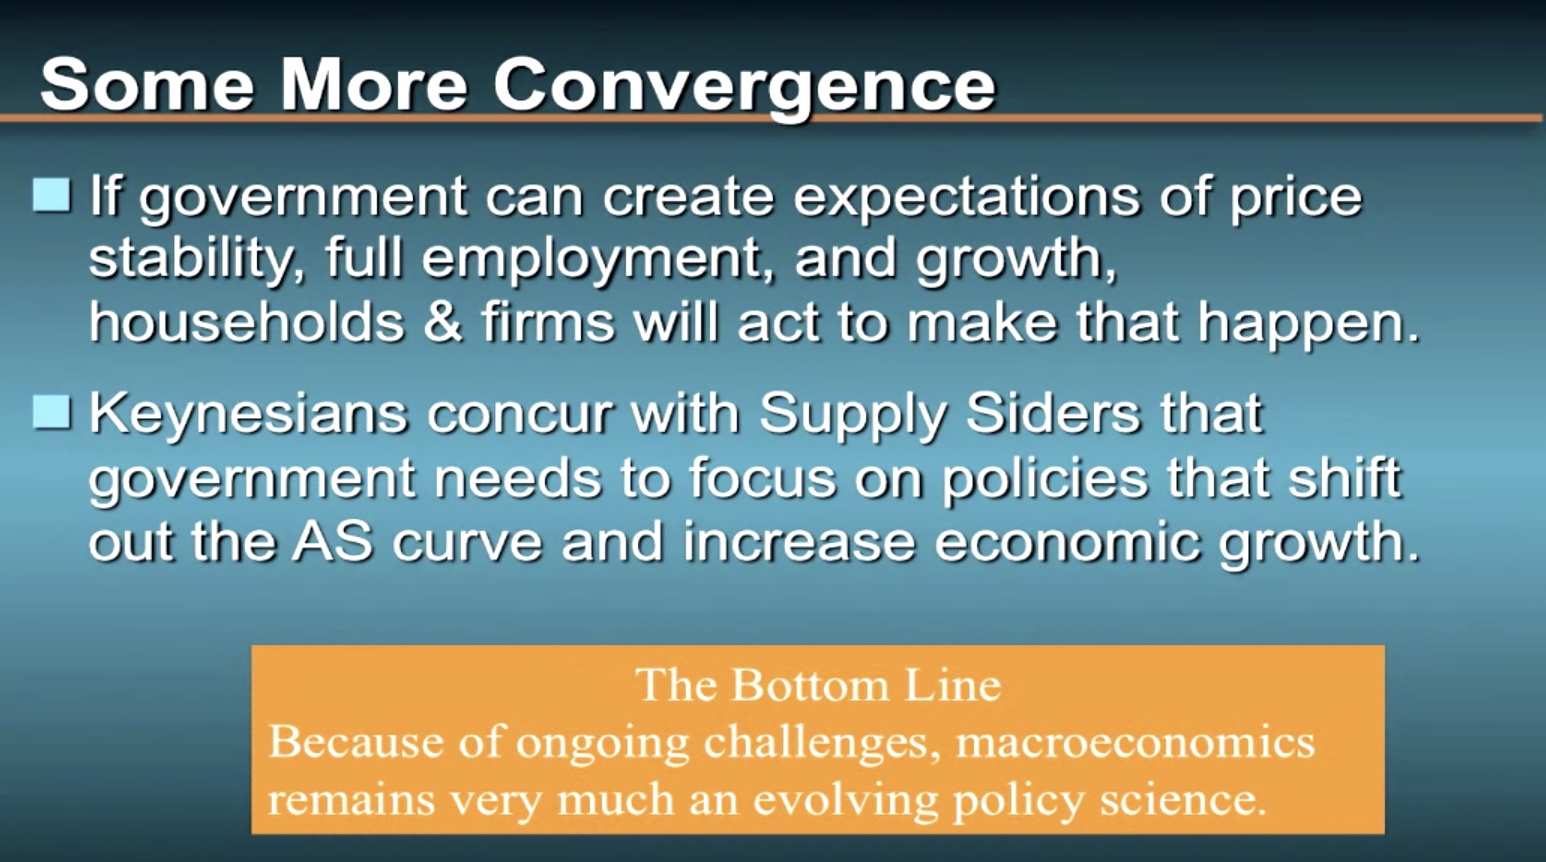 Some More Convergence
If government can create expectations of price
stability, full employment, and growth,
households & firms will act to make that happen.
Keynesians concur with Supply Siders that
government needs to focus on policies that shift
out the AS curve and increase economic growth.
The Bottom Line
Because of ongoing challenges, macroeconomics
remains very much an evolving policy science.